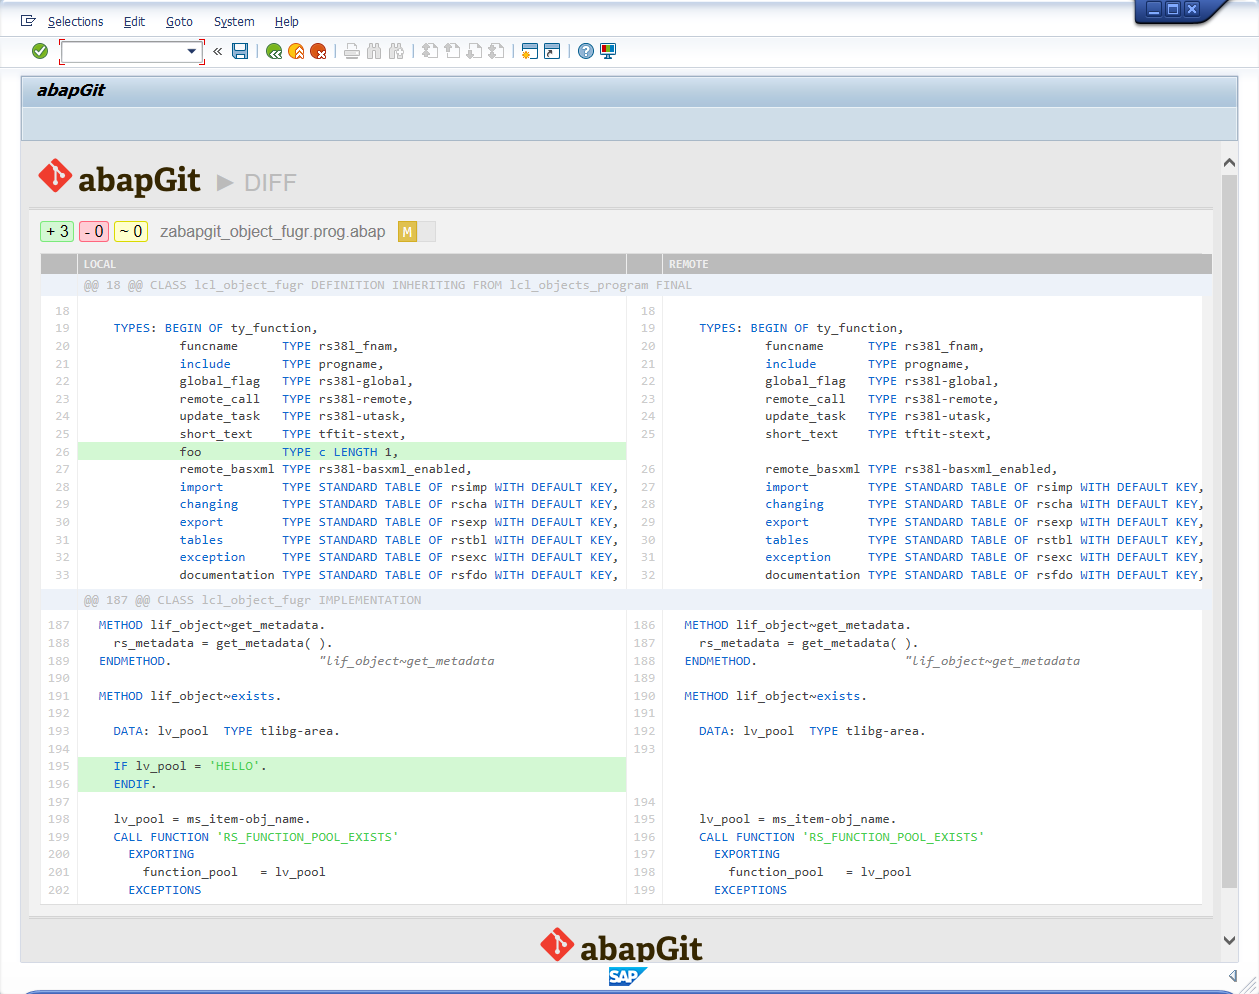 Selections Edit Goto System Help
«
abapGit
abapGit ▶ DIFF
+ 3 - 0 ~ 0 zabapgit_object_fugr.prog.abap M
LOCAL REMOTE
@@ 18 @@ CLASS lcl_object_fugr DEFINITION INHERITING FROM lcl_objects_program FINAL
18 18
19 TYPES: BEGIN OF ty_function, 19 TYPES: BEGIN OF ty_function,
20 funcname TYPE rs38l_fnam, 20 funcname TYPE rs38l_fnam,
21 include TYPE progname, 21 include TYPE progname,
22 global_flag TYPE rs38l-global, 22 global_flag TYPE rs38l-global,
23 remote_call TYPE rs38l-remote, 23 remote_call TYPE rs38l-remote,
24 update_task TYPE rs38l-utask, 24 update_task TYPE rs38l-utask,
25 short_text TYPE tftit-stext, 25 short_text TYPE tftit-stext,
26 foo TYPE c LENGTH 1,
27 remote_basxml TYPE rs38l-basxml_enabled, 26 remote_basxml TYPE rs38l-basxml_enabled,
28 import TYPE STANDARD TABLE OF rsimp WITH DEFAULT KEY, 27 import TYPE STANDARD TABLE OF rsimp WITH DEFAULT KEY,
29 changing TYPE STANDARD TABLE OF rscha WITH DEFAULT KEY, 28 changing TYPE STANDARD TABLE OF rscha WITH DEFAULT KEY,
30 export TYPE STANDARD TABLE OF rsexp WITH DEFAULT KEY, 29 export TYPE STANDARD TABLE OF rsexp WITH DEFAULT KEY,
31 tables TYPE STANDARD TABLE OF rstbl WITH DEFAULT KEY, 30 tables TYPE STANDARD TABLE OF rstbl WITH DEFAULT KEY,
32 exception TYPE STANDARD TABLE OF rsexc WITH DEFAULT KEY, 31 exception TYPE STANDARD TABLE OF rsexc WITH DEFAULT KEY,
33 documentation TYPE STANDARD TABLE OF rsfdo WITH DEFAULT KEY, 32 documentation TYPE STANDARD TABLE OF rsfdo WITH DEFAULT KEY,
@@ 187 @@ CLASS lcl_object_fugr IMPLEMENTATION
187 METHOD lif_object~get_metadata. 186 METHOD lif_object~get_metadata.
188 rs_metadata = get_metadata( ). 187 rs_metadata = get_metadata( ).
189 ENDMETHOD. "lif_object~get_metadata 188 ENDMETHOD. "lif_object~get_metadata
190 189
191 METHOD lif_object~exists. 190 METHOD lif_object~exists.
192 191
193 DATA: lv_pool TYPE tlibg-area. 192 DATA: lv_pool TYPE tlibg-area.
194 193
195 IF lv_pool = 'HELLO'.
196 ENDIF.
197 194
198 lv_pool = ms_item-obj_name. 195 lv_pool = ms_item-obj_name.
199 CALL FUNCTION 'RS_FUNCTION_POOL_EXISTS' 196 CALL FUNCTION 'RS_FUNCTION_POOL_EXISTS'
200 EXPORTING 197 EXPORTING
201 function_pool = lv_pool 198 function_pool = lv_pool
202 EXCEPTIONS 199 EXCEPTIONS
abapGit
SAP